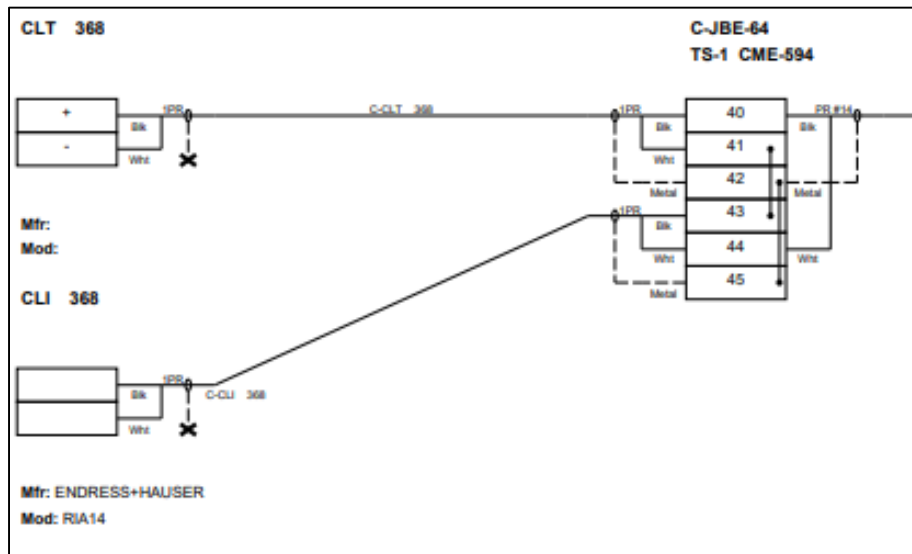 CLT 368
C-JBE-64
TS-1 CME-594
+
-
Blk
Wht
1PR
C-CLT 368
1PR
Blk
Wht
Metal
40
41
42
43
44
45
PR #14
Blk
Metal
Wht
1PR
Blk
Wht
Metal
Mfr:
Mod:
CLI 368
Blk
Wht
1PR
C-CLI 368
Mfr: ENDRESS+HAUSER
Mod: RIA14